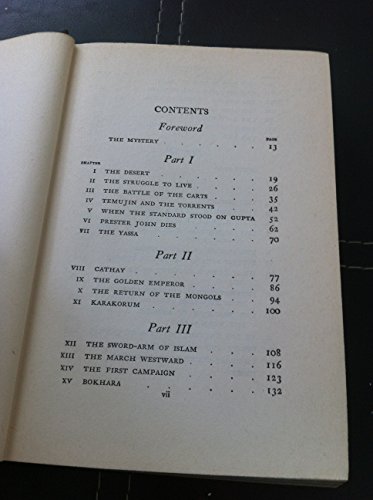 CONTENTS
Foreword
PAGE
THE MYSTERY . . . . . 13
Part I
CHAPTER
I THE DESERT . . . . . 19
II THE STRUGGLE TO LIVE . . . . 26
III THE BATTLE OF THE CARTS . . . 35
IV TEMUJIN AND THE TORRENTS . . . 42
V WHEN THE STANDARD STOOD ON GUPTA . 52
VI PRESTER JOHN DIES . . . . 62
VII THE YASSA . . . . . 70
Part II
VIII CATHAY . . . . . 77
IX THE GOLDEN EMPEROR . . . . 86
X THE RETURN OF THE MONGOLS . . . 94
XI KARAKORUM . . . . . 100
Part III
XII THE SWORD-ARM OF ISLAM . . . 108
XIII THE MARCH WESTWARD . . . . 116
XIV THE FIRST CAMPAIGN . . . . 123
XV BOKHARA . . . . . 132
vii